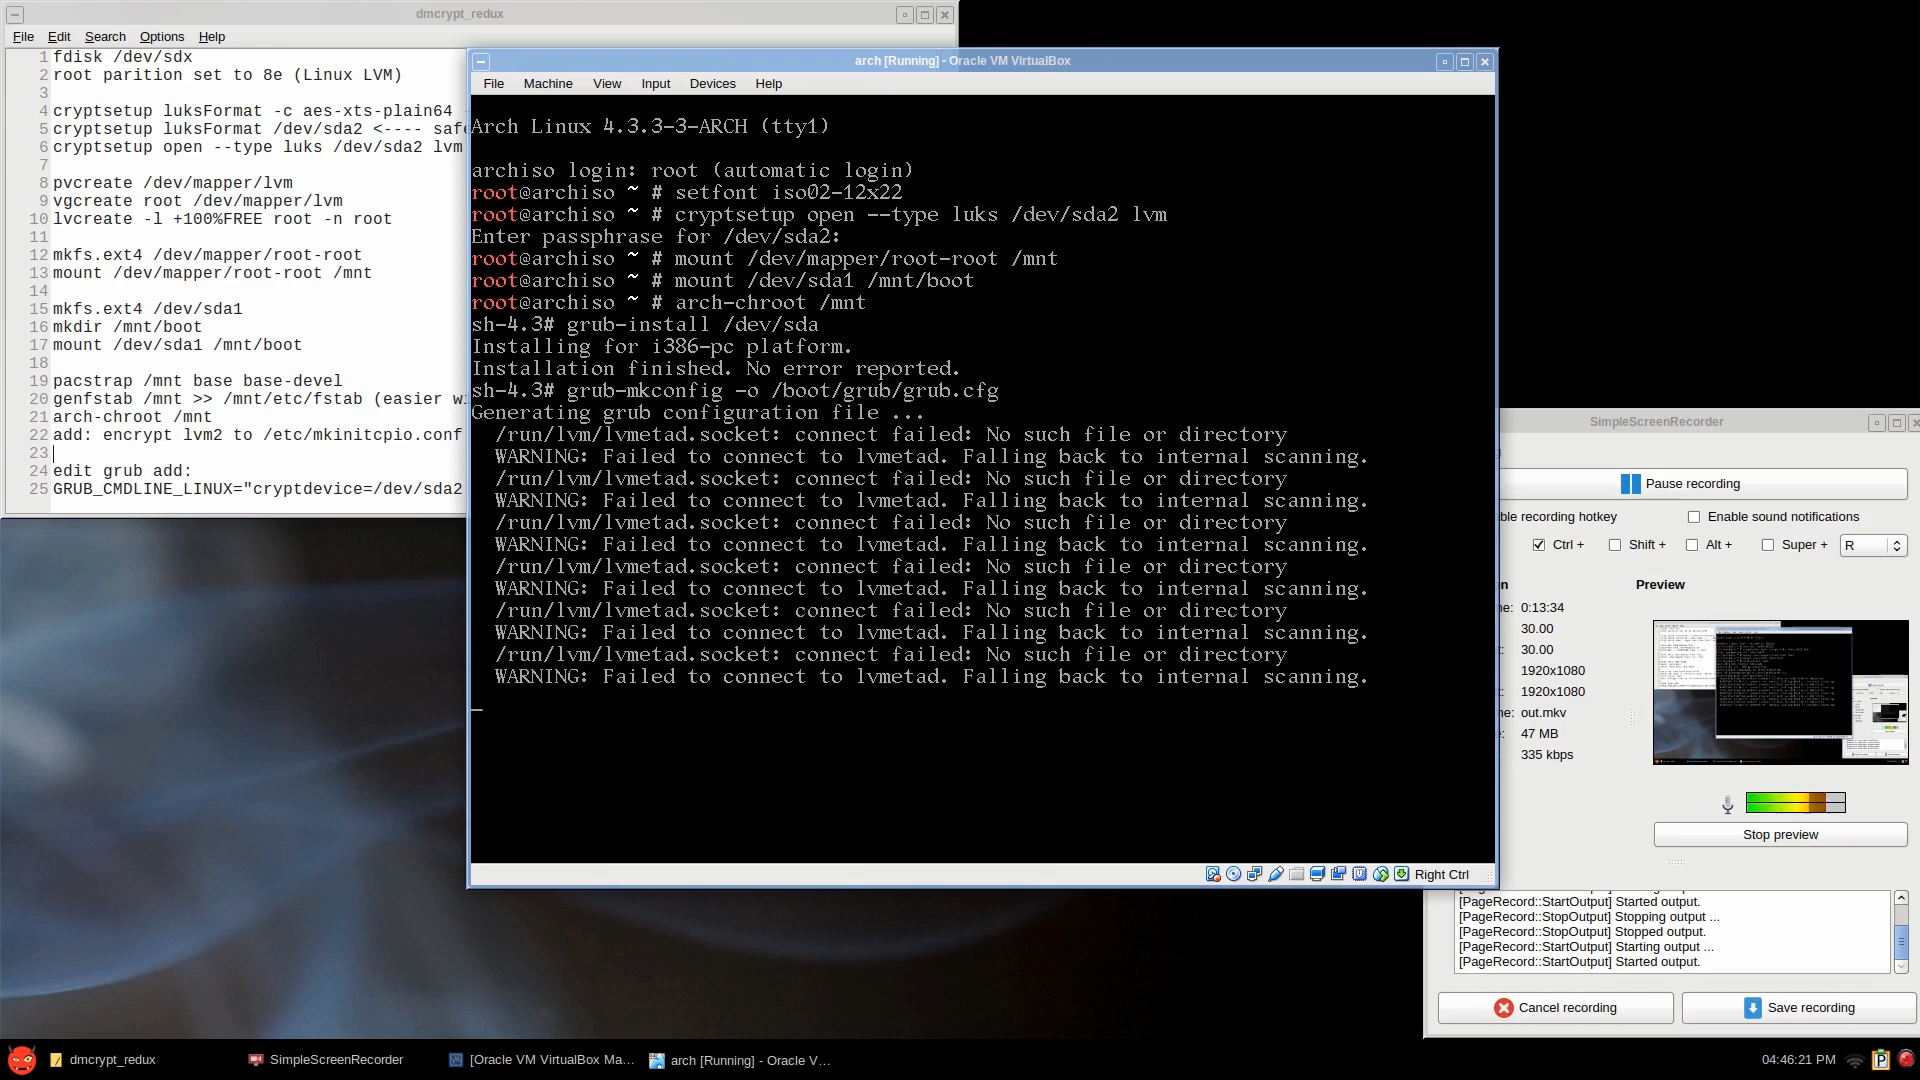 dmcrypt_redux
File Edit Search Options Help
1 fdisk /dev/sdx
2 root parition set to 8e (Linux LVM)
3
4 cryptsetup luksFormat -c aes-xts-plain64
5 cryptsetup luksFormat /dev/sda2 <---- safe
6 cryptsetup open --type luks /dev/sda2 lvm
7
8 pvcreate /dev/mapper/lvm
9 vgcreate root /dev/mapper/lvm
10 lvcreate -l +100%FREE root -n root
11
12 mkfs.ext4 /dev/mapper/root-root
13 mount /dev/mapper/root-root /mnt
14
15 mkfs.ext4 /dev/sda1
16 mkdir /mnt/boot
17 mount /dev/sda1 /mnt/boot
18
19 pacstrap /mnt base base-devel
20 genfstab /mnt >> /mnt/etc/fstab (easier wi
21 arch-chroot /mnt
22 add: encrypt lvm2 to /etc/mkinitcpio.conf
23
24 edit grub add:
25 GRUB_CMDLINE_LINUX="cryptdevice=/dev/sda2
arch [Running] - Oracle VM VirtualBox
File Machine View Input Devices Help
Arch Linux 4.3.3-3-ARCH (tty1)
archiso login: root (automatic login)
root@archiso ~ # setfont iso02-12x22
root@archiso ~ # cryptsetup open --type luks /dev/sda2 lvm
Enter passphrase for /dev/sda2:
root@archiso ~ # mount /dev/mapper/root-root /mnt
root@archiso ~ # mount /dev/sda1 /mnt/boot
root@archiso ~ # arch-chroot /mnt
sh-4.3# grub-install /dev/sda
Installing for i386-pc platform.
Installation finished. No error reported.
sh-4.3# grub-mkconfig -o /boot/grub/grub.cfg
Generating grub configuration file ...
/run/lvm/lvmetad.socket: connect failed: No such file or directory
WARNING: Failed to connect to lvmetad. Falling back to internal scanning.
/run/lvm/lvmetad.socket: connect failed: No such file or directory
WARNING: Failed to connect to lvmetad. Falling back to internal scanning.
/run/lvm/lvmetad.socket: connect failed: No such file or directory
WARNING: Failed to connect to lvmetad. Falling back to internal scanning.
/run/lvm/lvmetad.socket: connect failed: No such file or directory
WARNING: Failed to connect to lvmetad. Falling back to internal scanning.
/run/lvm/lvmetad.socket: connect failed: No such file or directory
WARNING: Failed to connect to lvmetad. Falling back to internal scanning.
/run/lvm/lvmetad.socket: connect failed: No such file or directory
WARNING: Failed to connect to lvmetad. Falling back to internal scanning.
Right Ctrl
SimpleScreenRecorder
Pause recording
ble recording hotkey Enable sound notifications
Ctrl + Shift + Alt + Super + R
n Preview
ne: 0:13:34
30.00
t: 30.00
1920x1080
1920x1080
ne: out.mkv
e: 47 MB
335 kbps
Stop preview
[PageRecord::StartOutput] Started output.
[PageRecord::StopOutput] Stopping output ...
[PageRecord::StopOutput] Stopped output.
[PageRecord::StartOutput] Starting output ...
[PageRecord::StartOutput] Started output.
Cancel recording Save recording
dmcrypt_redux SimpleScreenRecorder [Oracle VM VirtualBox Ma... arch [Running] - Oracle V... 04:46:21 PM P